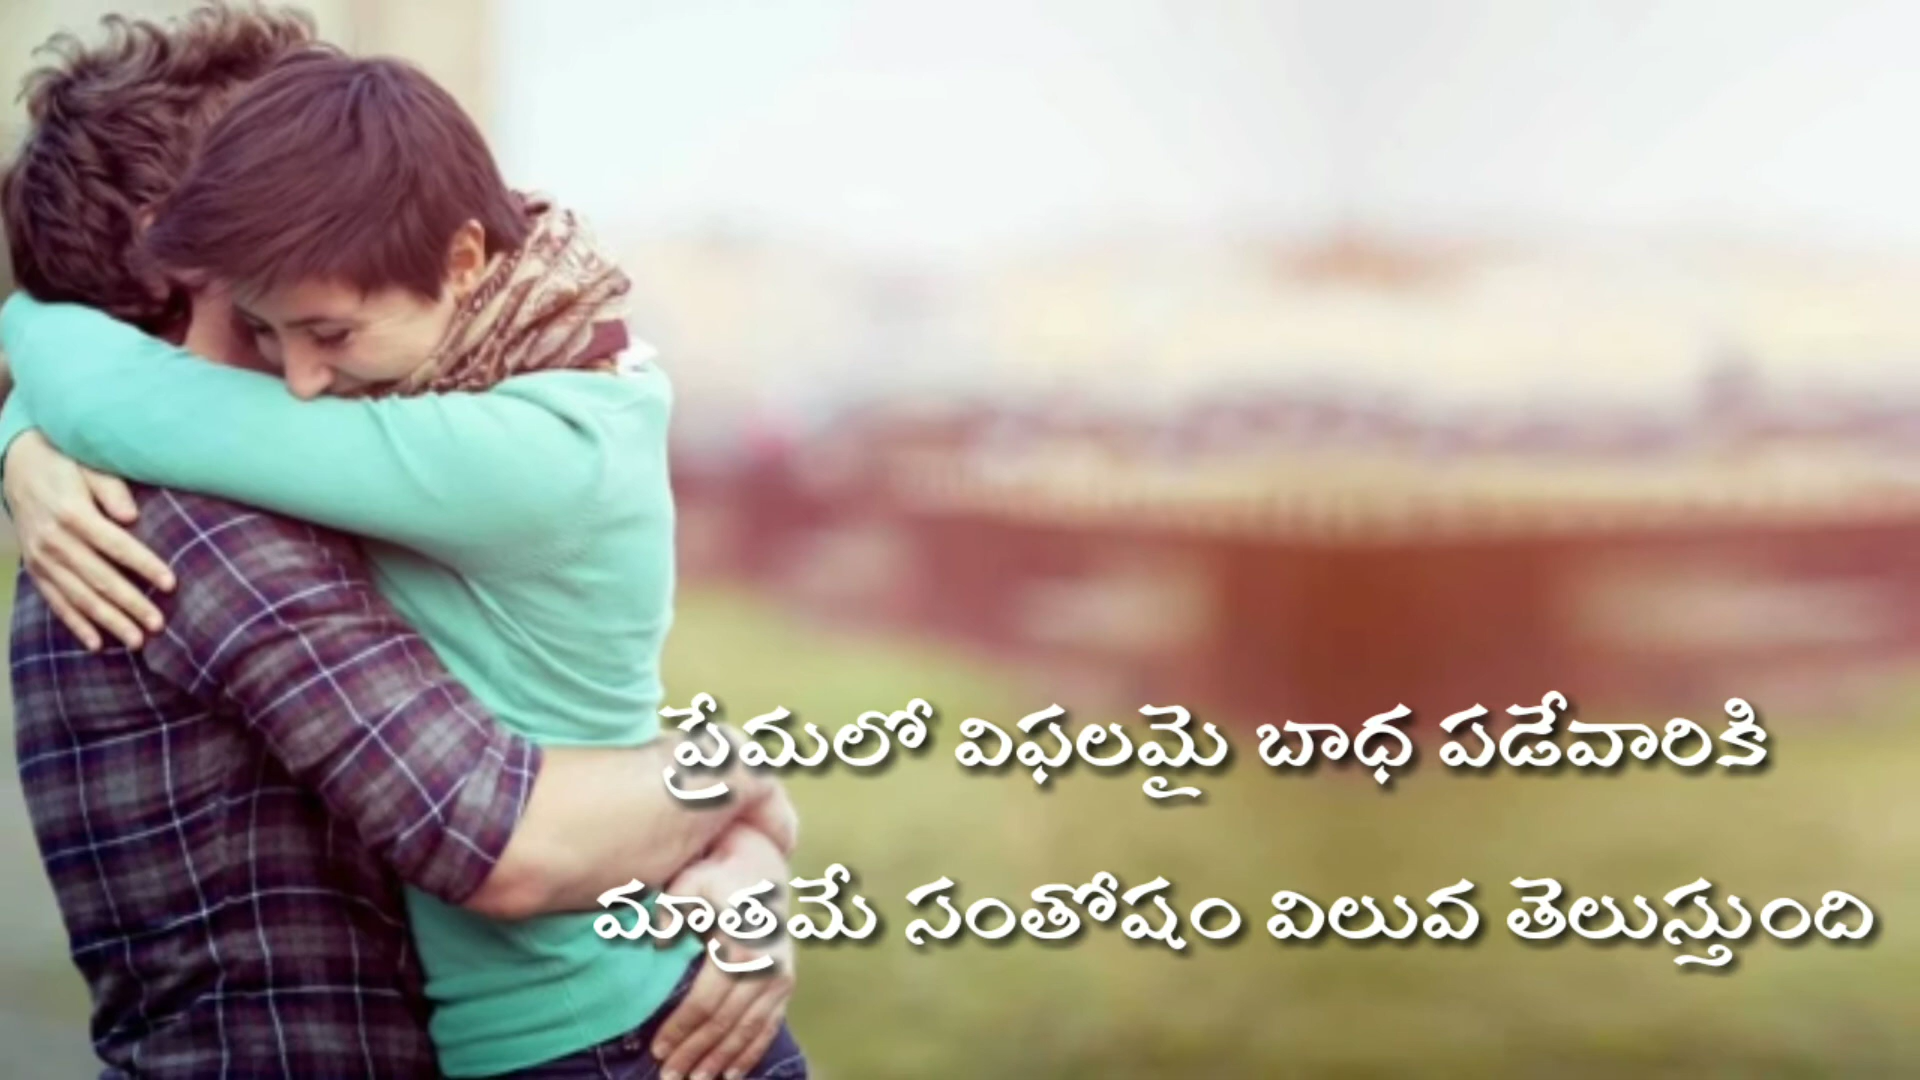 ప్రేమలో విఫలమై బాధ పడేవారికి
మాత్రమే సంతోషం విలువ తెలుస్తుంది